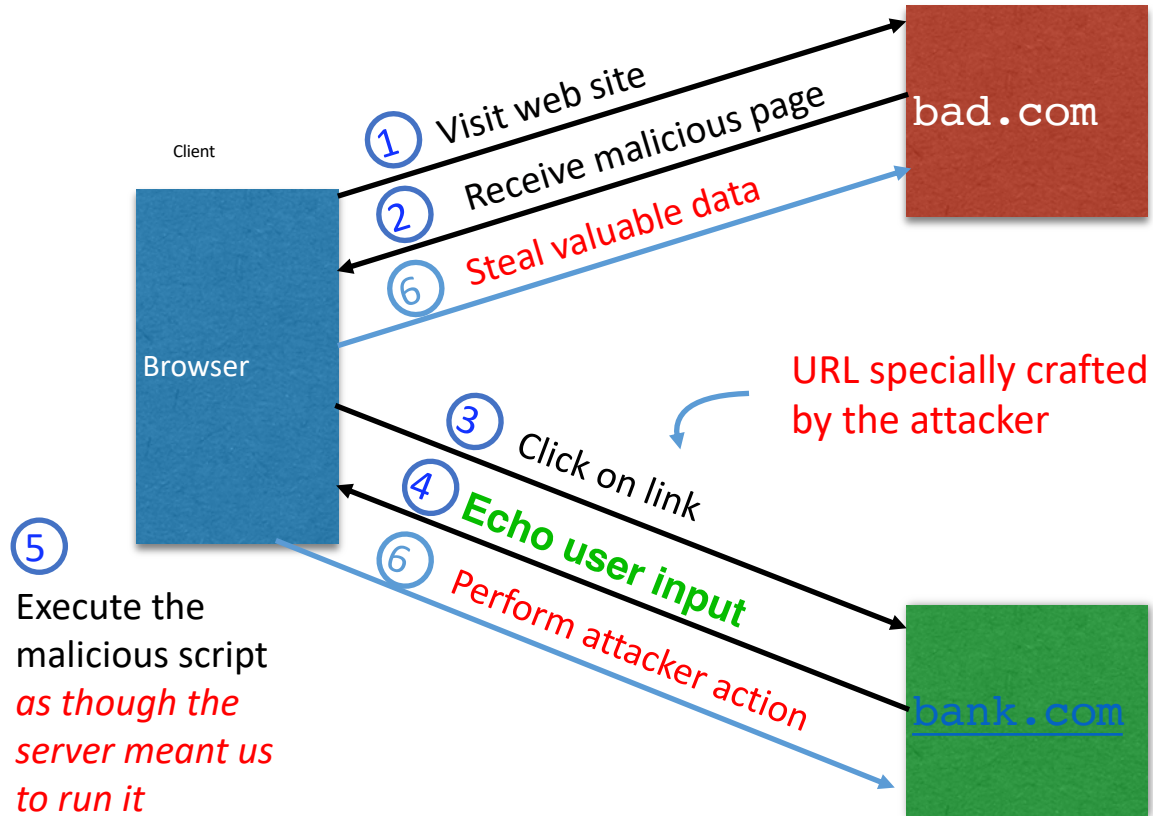 Client
Browser
bad.com
1 Visit web site
2 Receive malicious page
6 Steal valuable data
URL specially crafted
by the attacker
3 Click on link
4 Echo user input
6 Perform attacker action
5
Execute the
malicious script
as though the
server meant us
to run it
bank.com